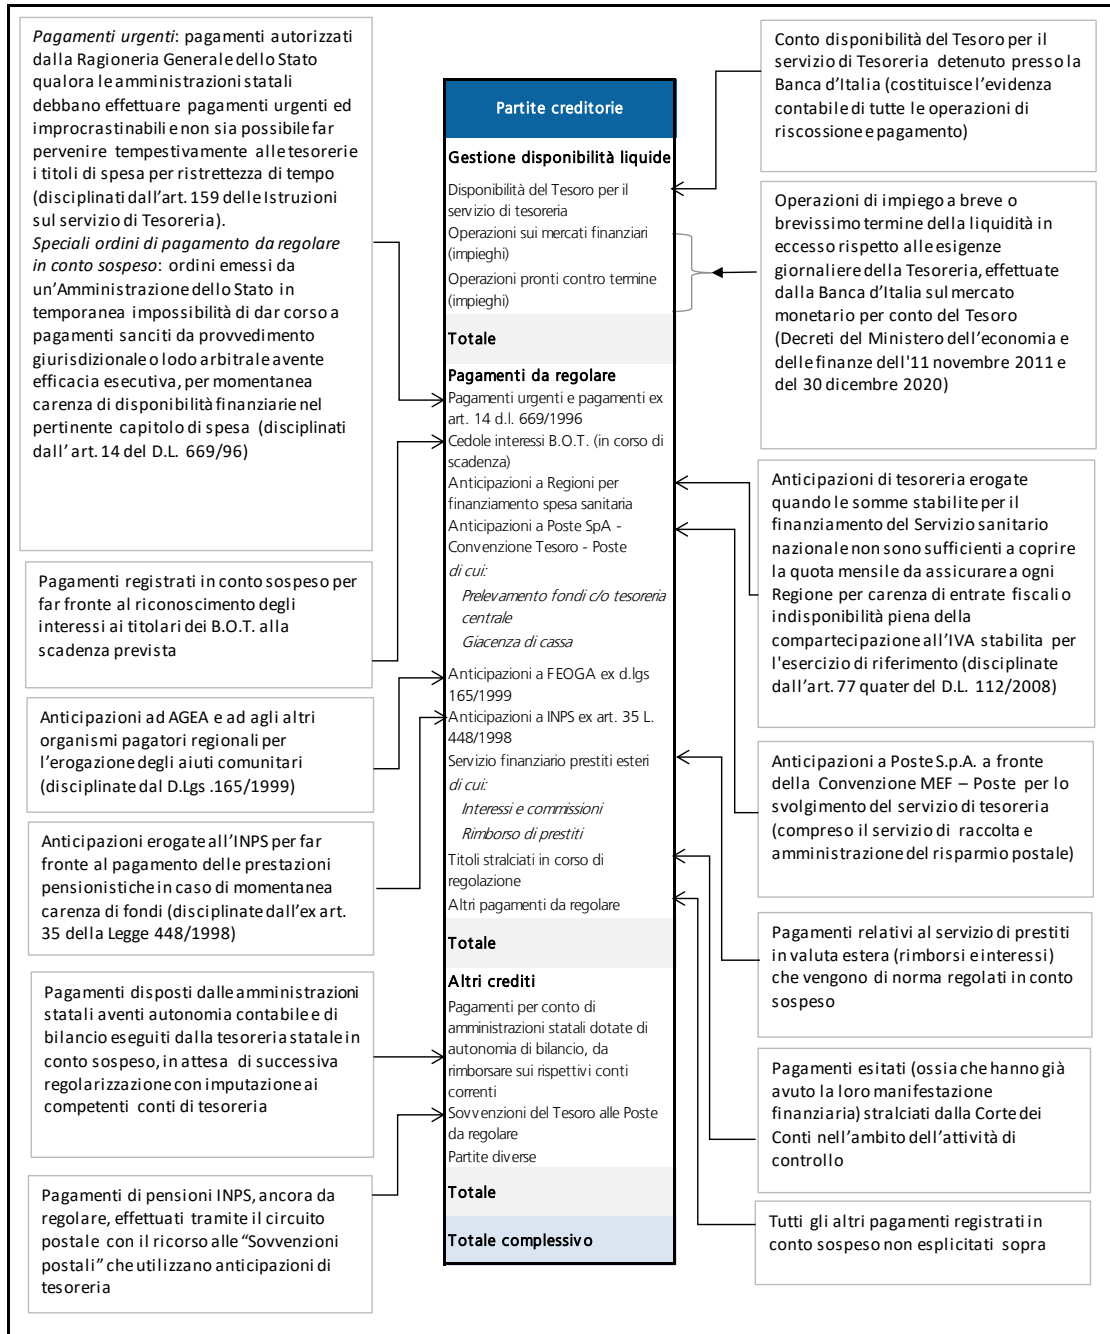 Pagamenti urgenti: pagamenti autorizzati
dalla Ragioneria Generale dello Stato
qualora le amministrazioni statali
debbano effettuare pagamenti urgenti ed
improcrastinabili e non sia possibile far
pervenire tempestivamente alle tesorerie
i titoli di spesa per ristrettezza di tempo
(disciplinati dall'art. 159 delle Istruzioni
sul servizio di Tesoreria).
Speciali ordini di pagamento da regolare
in conto sospeso: ordini emessi da
un'Amministrazione dello Stato in
temporanea impossibilità di dar corso a
pagamenti sanciti da provvedimento
giurisdizionale o lodo arbitrale avente
efficacia esecutiva, per momentanea
carenza di disponibilità finanziarie nel
pertinente capitolo di spesa (disciplinati
dall' art. 14 del D.L. 669/96)
Pagamenti registrati in conto sospeso per
far fronte al riconoscimento degli
interessi ai titolari dei B.O.T. alla
scadenza prevista
Anticipazioni ad AGEA e ad agli altri
organismi pagatori regionali per
l'erogazione degli aiuti comunitari
(disciplinate dal D.Lgs .165/1999)
Anticipazioni erogate all'INPS per far
fronte al pagamento delle prestazioni
pensionistiche in caso di momentanea
carenza di fondi (disciplinate dall'ex art.
35 della Legge 448/1998)
Pagamenti disposti dalle amministrazioni
statali aventi autonomia contabile e di
bilancio eseguiti dalla tesoreria statale in
conto sospeso, in attesa di successiva
regolarizzazione con imputazione ai
competenti conti di tesoreria
Pagamenti di pensioni INPS, ancora da
regolare, effettuati tramite il circuito
postale con il ricorso alle "Sovvenzioni
postali" che utilizzano anticipazioni di
tesoreria
Partite creditorie
Gestione disponibilità liquide
Disponibilità del Tesoro per il
servizio di tesoreria
Operazioni sui mercati finanziari
(impieghi)
Operazioni pronti contro termine
(impieghi)
Totale
Pagamenti da regolare
Pagamenti urgenti e pagamenti ex
art. 14 d.l. 669/1996
Cedole interessi B.O.T. (in corso di
scadenza)
Anticipazioni a Regioni per
finanziamento spesa sanitaria
Anticipazioni a Poste SpA -
Convenzione Tesoro - Poste
di cui:
Prelevamento fondi c/o tesoreria
centrale
Giacenza di cassa
Anticipazioni a FEOGA ex d.lgs
165/1999
Anticipazioni a INPS ex art. 35 L.
448/1998
Servizio finanziario prestiti esteri
di cui:
Interessi e commissioni
Rimborso di prestiti
Titoli stralciati in corso di
regolazione
Altri pagamenti da regolare
Totale
Altri crediti
Pagamenti per conto di
amministrazioni statali dotate di
autonomia di bilancio, da
rimborsare sui rispettivi conti
correnti
Sovvenzioni del Tesoro alle Poste
da regolare
Partite diverse
Totale
Totale complessivo
Conto disponibilità del Tesoro per il
servizio di Tesoreria detenuto presso la
Banca d'Italia (costituisce l'evidenza
contabile di tutte le operazioni di
riscossione e pagamento)
Operazioni di impiego a breve o
brevissimo termine della liquidità in
eccesso rispetto alle esigenze
giornaliere della Tesoreria, effettuate
dalla Banca d'Italia sul mercato
monetario per conto del Tesoro
(Decreti del Ministero dell'economia e
delle finanze dell'11 novembre 2011 e
del 30 dicembre 2020)
Anticipazioni di tesoreria erogate
quando le somme stabilite per il
finanziamento del Servizio sanitario
nazionale non sono sufficienti a coprire
la quota mensile da assicurare a ogni
Regione per carenza di entrate fiscali o
indisponibilità piena della
compartecipazione all'IVA stabilita per
l'esercizio di riferimento (disciplinate
dall'art. 77 quater del D.L. 112/2008)
Anticipazioni a Poste S.p.A. a fronte
della Convenzione MEF – Poste per lo
svolgimento del servizio di tesoreria
(compreso il servizio di raccolta e
amministrazione del risparmio postale)
Pagamenti relativi al servizio di prestiti
in valuta estera (rimborsi e interessi)
che vengono di norma regolati in conto
sospeso
Pagamenti esitati (ossia che hanno già
avuto la loro manifestazione
finanziaria) stralciati dalla Corte dei
Conti nell'ambito dell'attività di
controllo
Tutti gli altri pagamenti registrati in
conto sospeso non esplicitati sopra